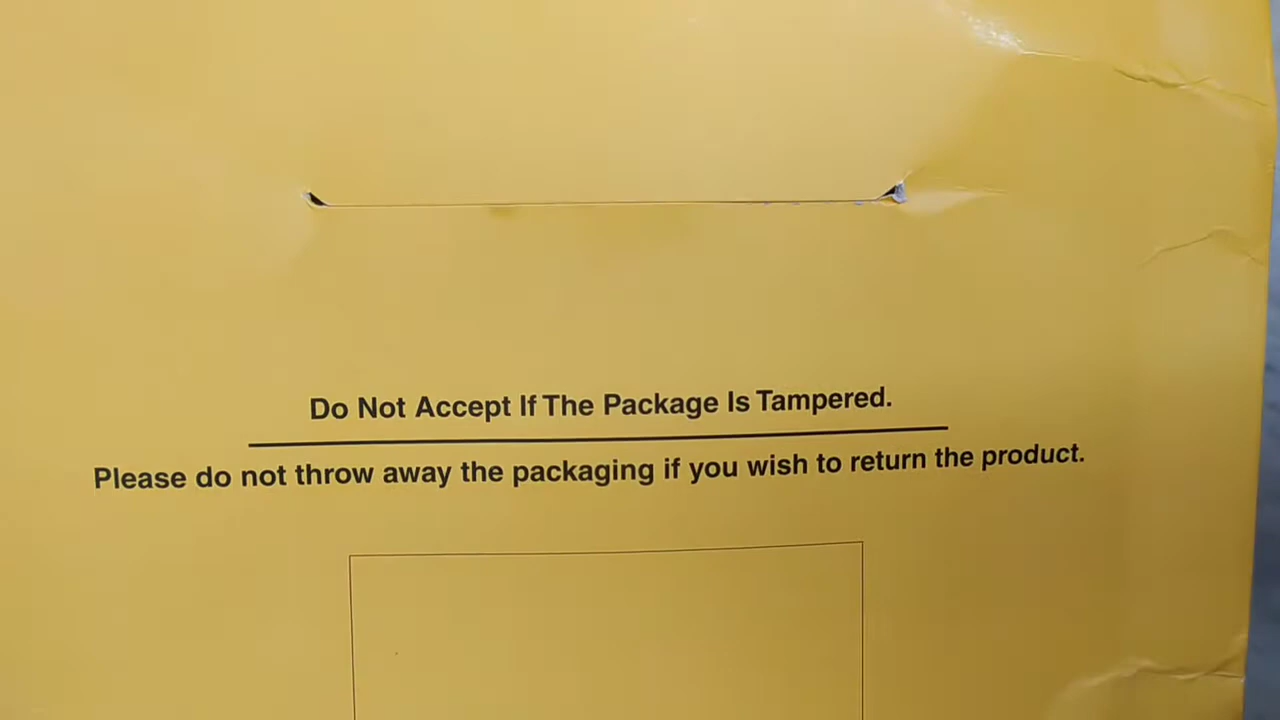 Do Not Accept If The Package Is Tampered.
Please do not throw away the packaging if you wish to return the product.